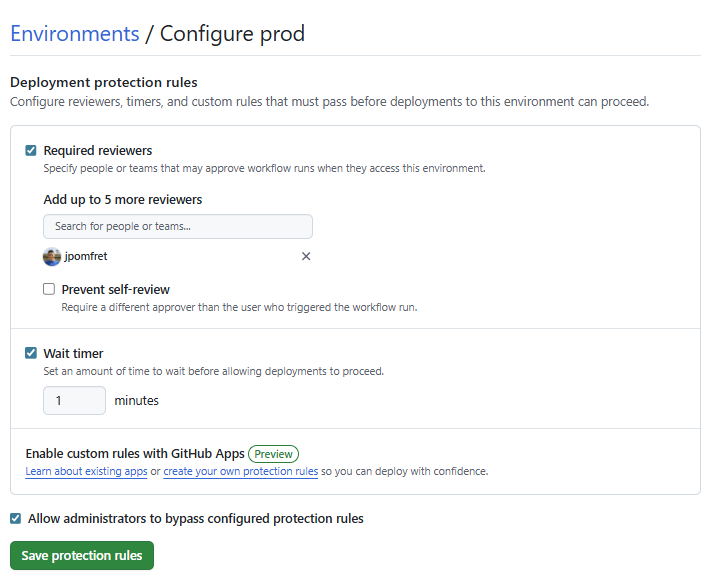 Environments / Configure prod
Deployment protection rules
Configure reviewers, timers, and custom rules that must pass before deployments to this environment can proceed.
Required reviewers
Specify people or teams that may approve workflow runs when they access this environment.
Add up to 5 more reviewers
Search for people or teams...
jpomfret
Prevent self-review
Require a different approver than the user who triggered the workflow run.
Wait timer
Set an amount of time to wait before allowing deployments to proceed.
1 minutes
Enable custom rules with GitHub Apps Preview
Learn about existing apps or create your own protection rules so you can deploy with confidence.
Allow administrators to bypass configured protection rules
Save protection rules